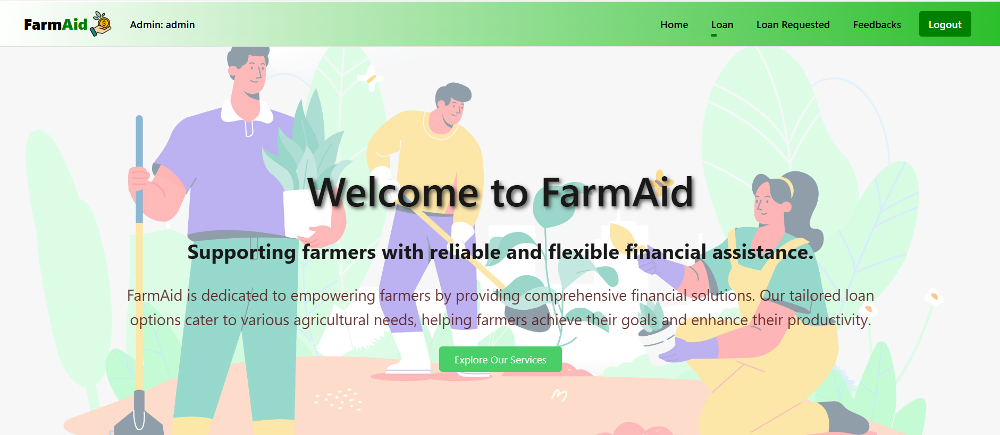 FarmAid
Admin: admin
Home
Loan
Loan Requested
Feedbacks
Logout
Welcome to FarmAid
Supporting farmers with reliable and flexible financial assistance.
FarmAid is dedicated to empowering farmers by providing comprehensive financial solutions. Our tailored loan
options cater to various agricultural needs, helping farmers achieve their goals and enhance their productivity.
Explore Our Services